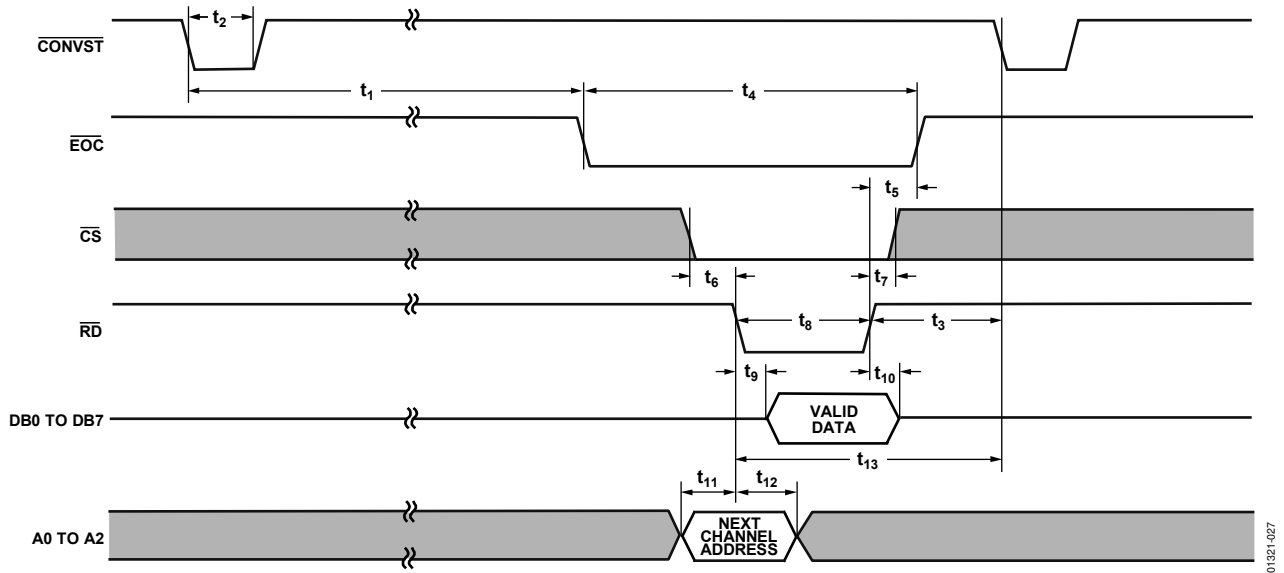 t2
CONVST
t1
t4
EOC
t5
CS
t6
t7
RD
t8
t3
t9
t10
DB0 TO DB7
VALID
DATA
t13
t11
t12
A0 TO A2
NEXT
CHANNEL
ADDRESS
01321-027